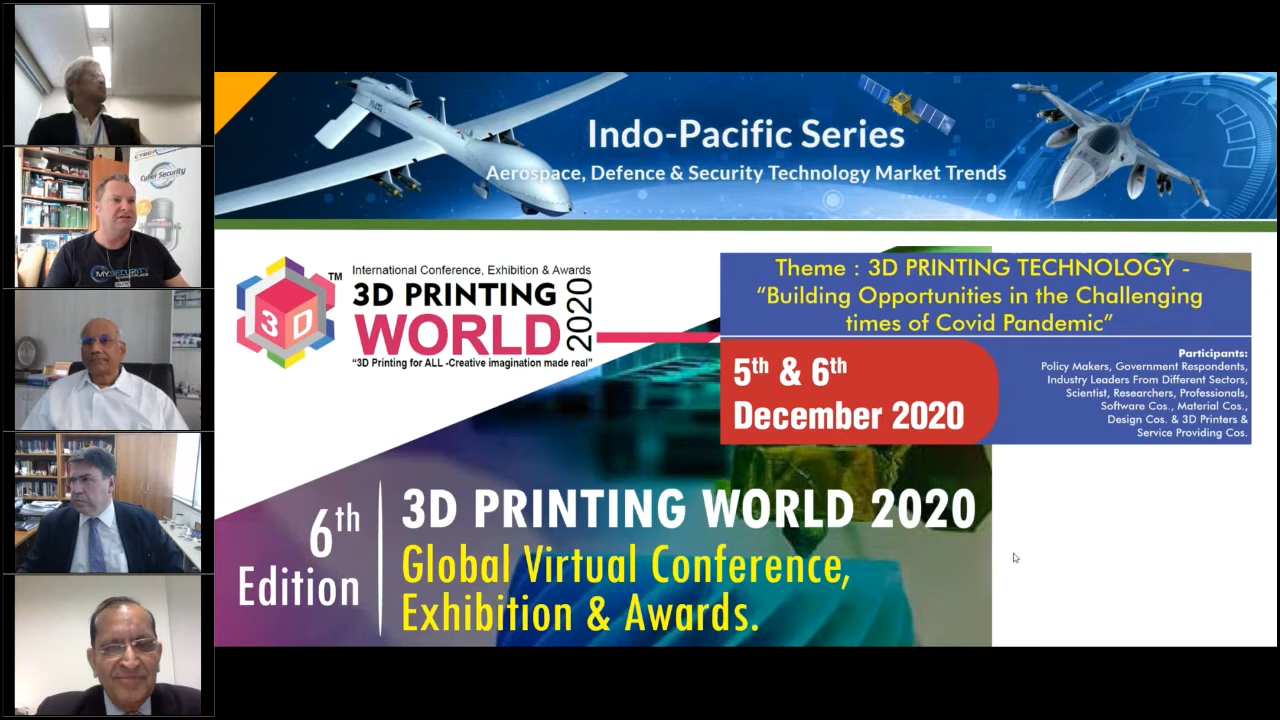 Indo-Pacific Series
Aerospace, Defence & Security Technology Market Trends
International Conference, Exhibition & Awards
3D PRINTING
WORLD
2020
TM
3D
"3D Printing for ALL -Creative imagination made real"
Theme : 3D PRINTING TECHNOLOGY -
"Building Opportunities in the Challenging
times of Covid Pandemic"
5th & 6th
December 2020
Participants:
Policy Makers, Government Respondents,
Industry Leaders From Different Sectors,
Scientist, Researchers, Professionals,
Software Cos., Material Cos.,
Design Cos. & 3D Printers &
Service Providing Cos.
6th
Edition
3D PRINTING WORLD 2020
Global Virtual Conference,
Exhibition & Awards.
Cyber Security
MYSECURITY